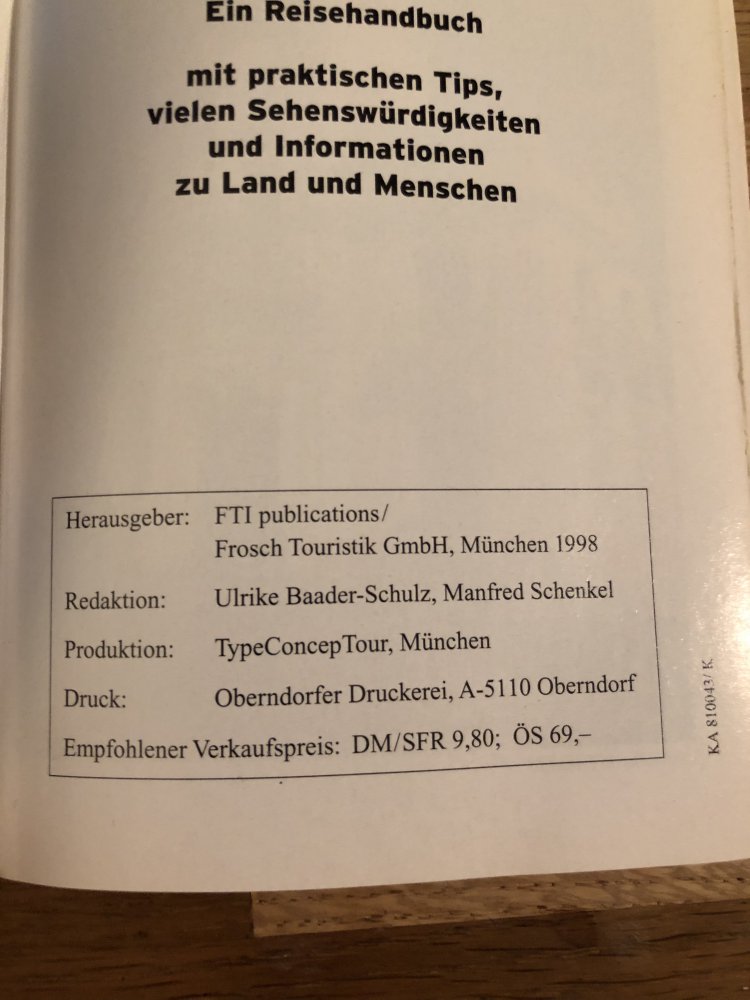 Ein Reisehandbuch
mit praktischen Tips,
vielen Sehenswürdigkeiten
und Informationen
zu Land und Menschen
Herausgeber: FTI publications/
Frosch Touristik GmbH, München 1998
Redaktion: Ulrike Baader-Schulz, Manfred Schenkel
Produktion: TypeConcepTour, München
Druck: Oberndorfer Druckerei, A-5110 Oberndorf
Empfohlener Verkaufspreis: DM/SFR 9,80; ÖS 69,–
KA 810043/ K